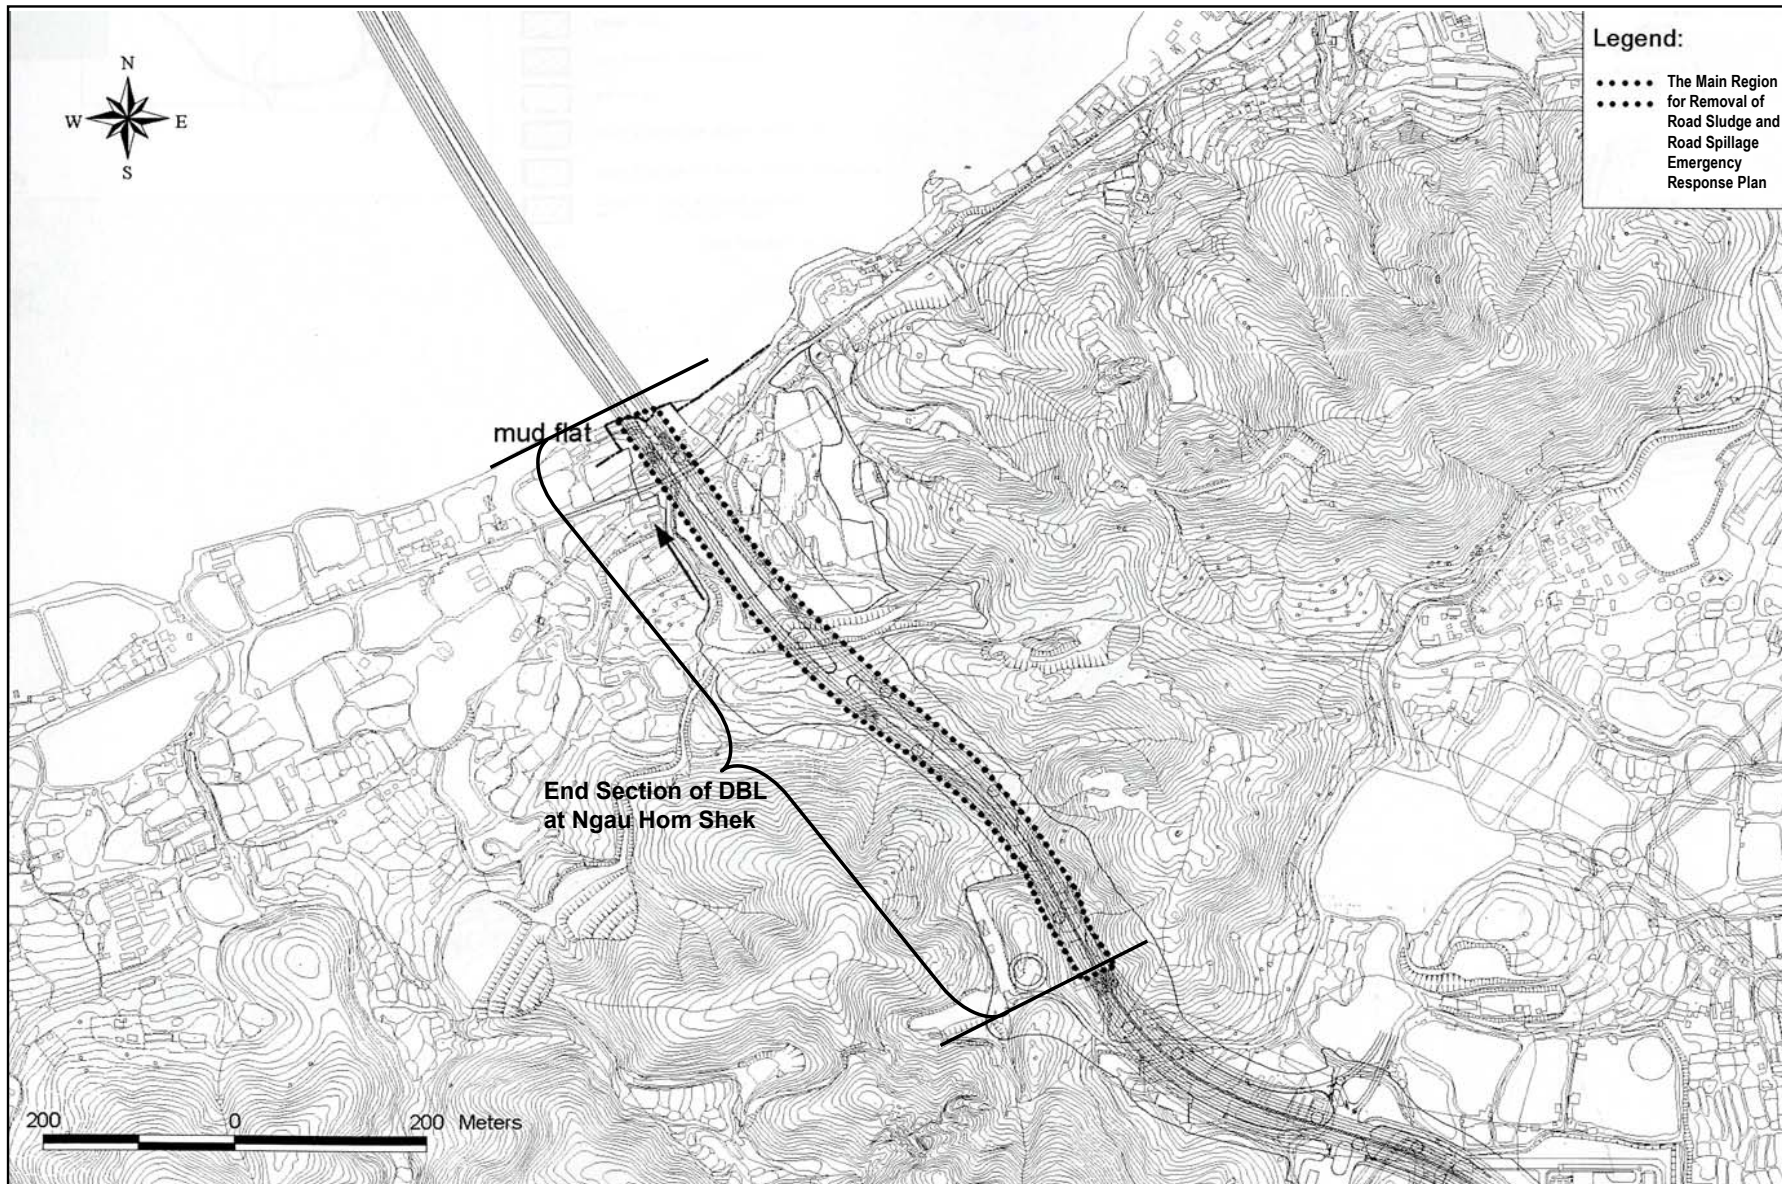 Legend:
The Main Region
for Removal of
Road Sludge and
Road Spillage
Emergency
Response Plan
N
W
E
S
mud flat
End Section of DBL
at Ngau Hom Shek
200
0
200 Meters